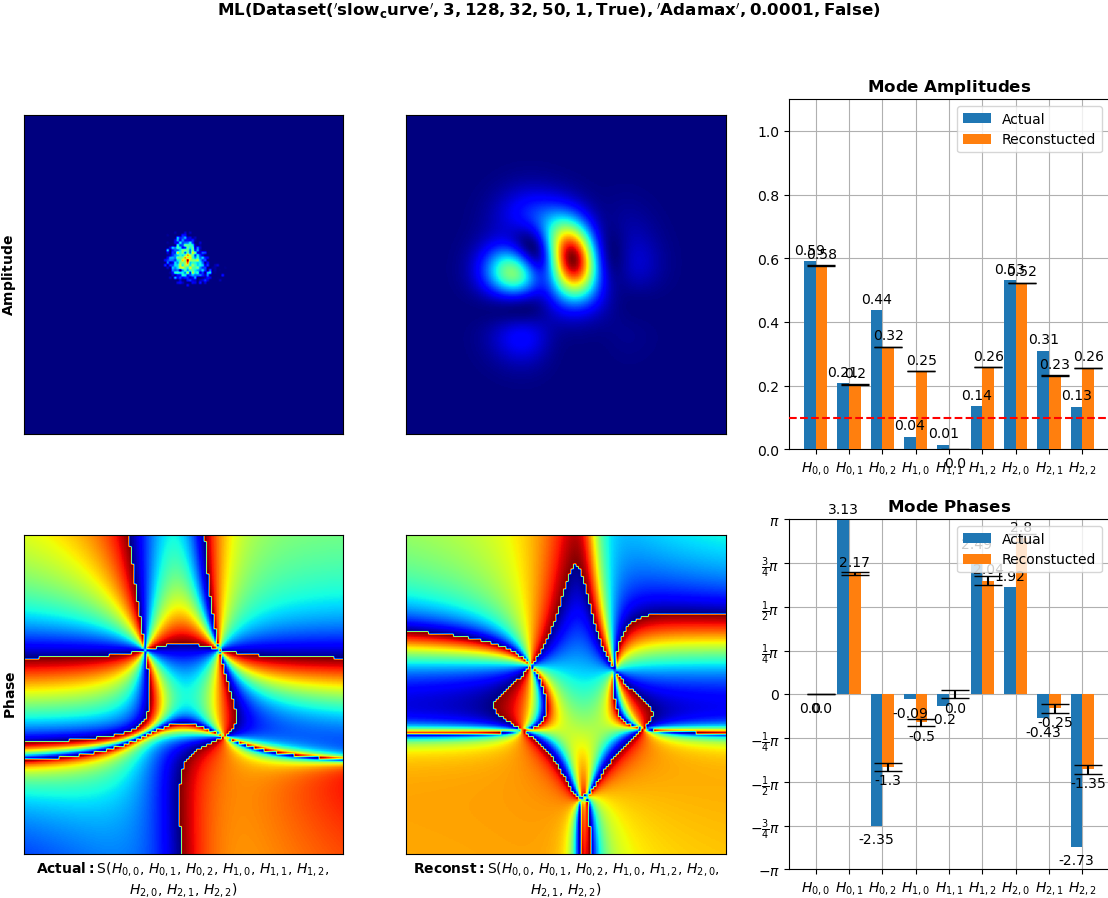 ML(Dataset('slow_curve', 3, 128, 32, 50, 1, True), 'Adamax', 0.0001, False)
Amplitude
Mode Amplitudes
Actual
Reconstucted
1.0
0.8
0.6
0.4
0.2
0.0
0.59
0.58
0.21
0.2
0.44
0.32
0.04
0.25
0.01
0.0
0.14
0.26
0.53
0.52
0.31
0.23
0.13
0.26
H0,0 H0,1 H0,2 H1,0 H1,1 H1,2 H2,0 H2,1 H2,2
Phase
Mode Phases
Actual
Reconstucted
π
3/4π
1/2π
1/4π
0
−1/4π
−1/2π
−3/4π
−π
0.0
0.0
3.13
2.17
-2.35
-1.3
-0.09
-0.5
-0.2
0.0
2.8
1.92
-0.43
-0.25
-2.73
-1.35
H0,0 H0,1 H0,2 H1,0 H1,1 H1,2 H2,0 H2,1 H2,2
Actual: S(H0,0, H0,1, H0,2, H1,0, H1,1, H1,2,
H2,0, H2,1, H2,2)
Reconst: S(H0,0, H0,1, H0,2, H1,0, H1,2, H2,0,
H2,1, H2,2)